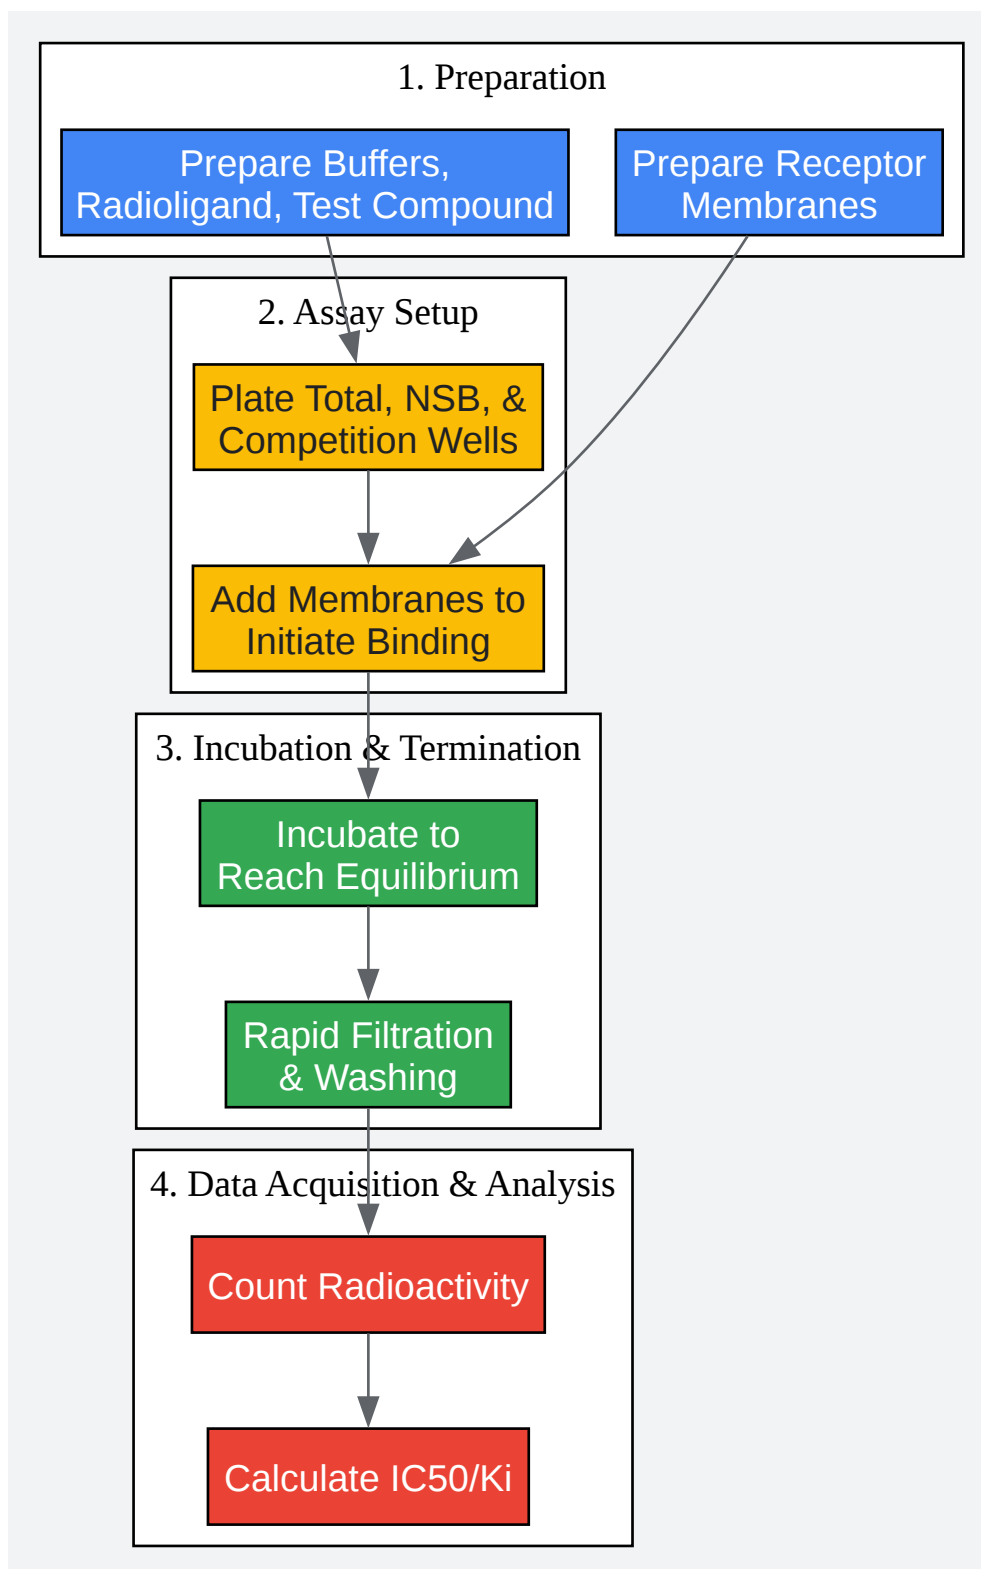 1. Preparation
Prepare Buffers,
Radioligand, Test Compound
Prepare Receptor
Membranes
2. Assay Setup
Plate Total, NSB, &
Competition Wells
Add Membranes to
Initiate Binding
3. Incubation & Termination
Incubate to
Reach Equilibrium
Rapid Filtration
& Washing
4. Data Acquisition & Analysis
Count Radioactivity
Calculate IC50/Ki